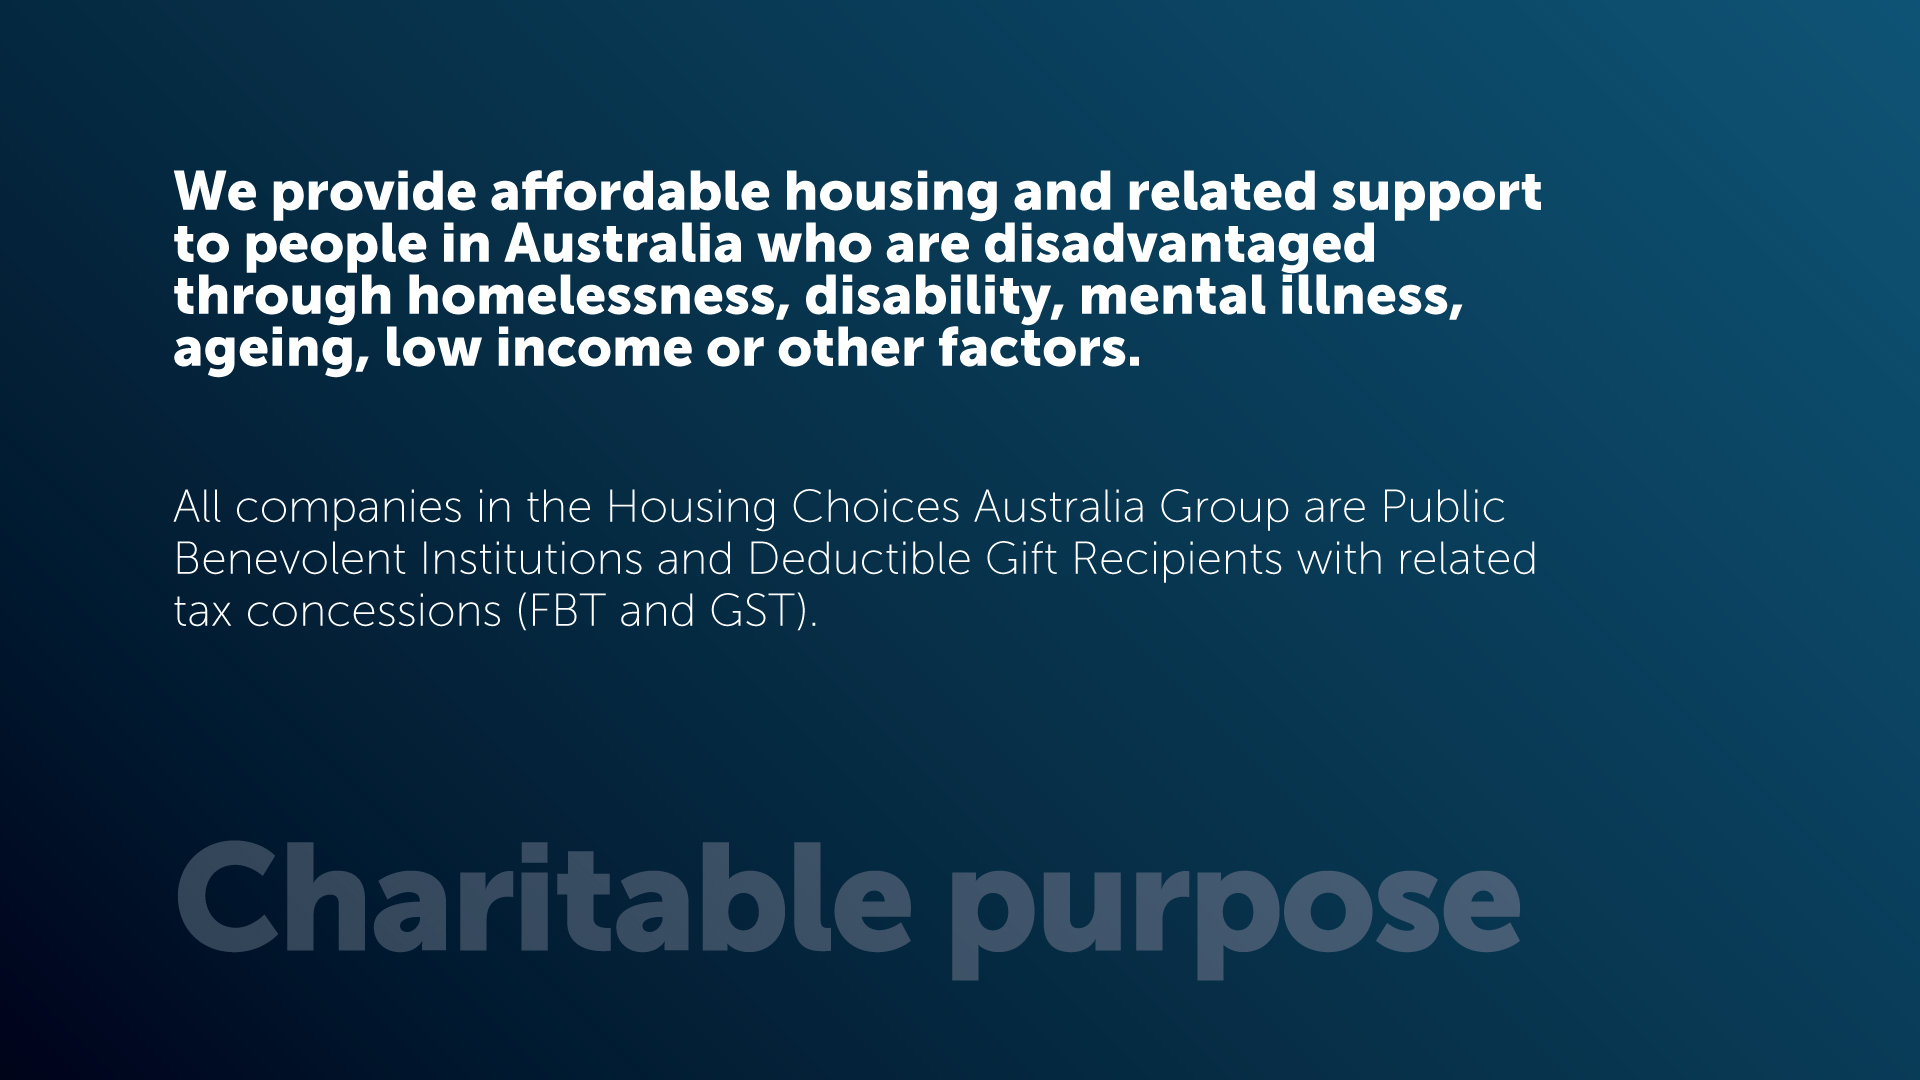 We provide affordable housing and related support
to people in Australia who are disadvantaged
through homelessness, disability, mental illness,
ageing, low income or other factors.
All companies in the Housing Choices Australia Group are Public
Benevolent Institutions and Deductible Gift Recipients with related
tax concessions (FBT and GST).
Charitable purpose